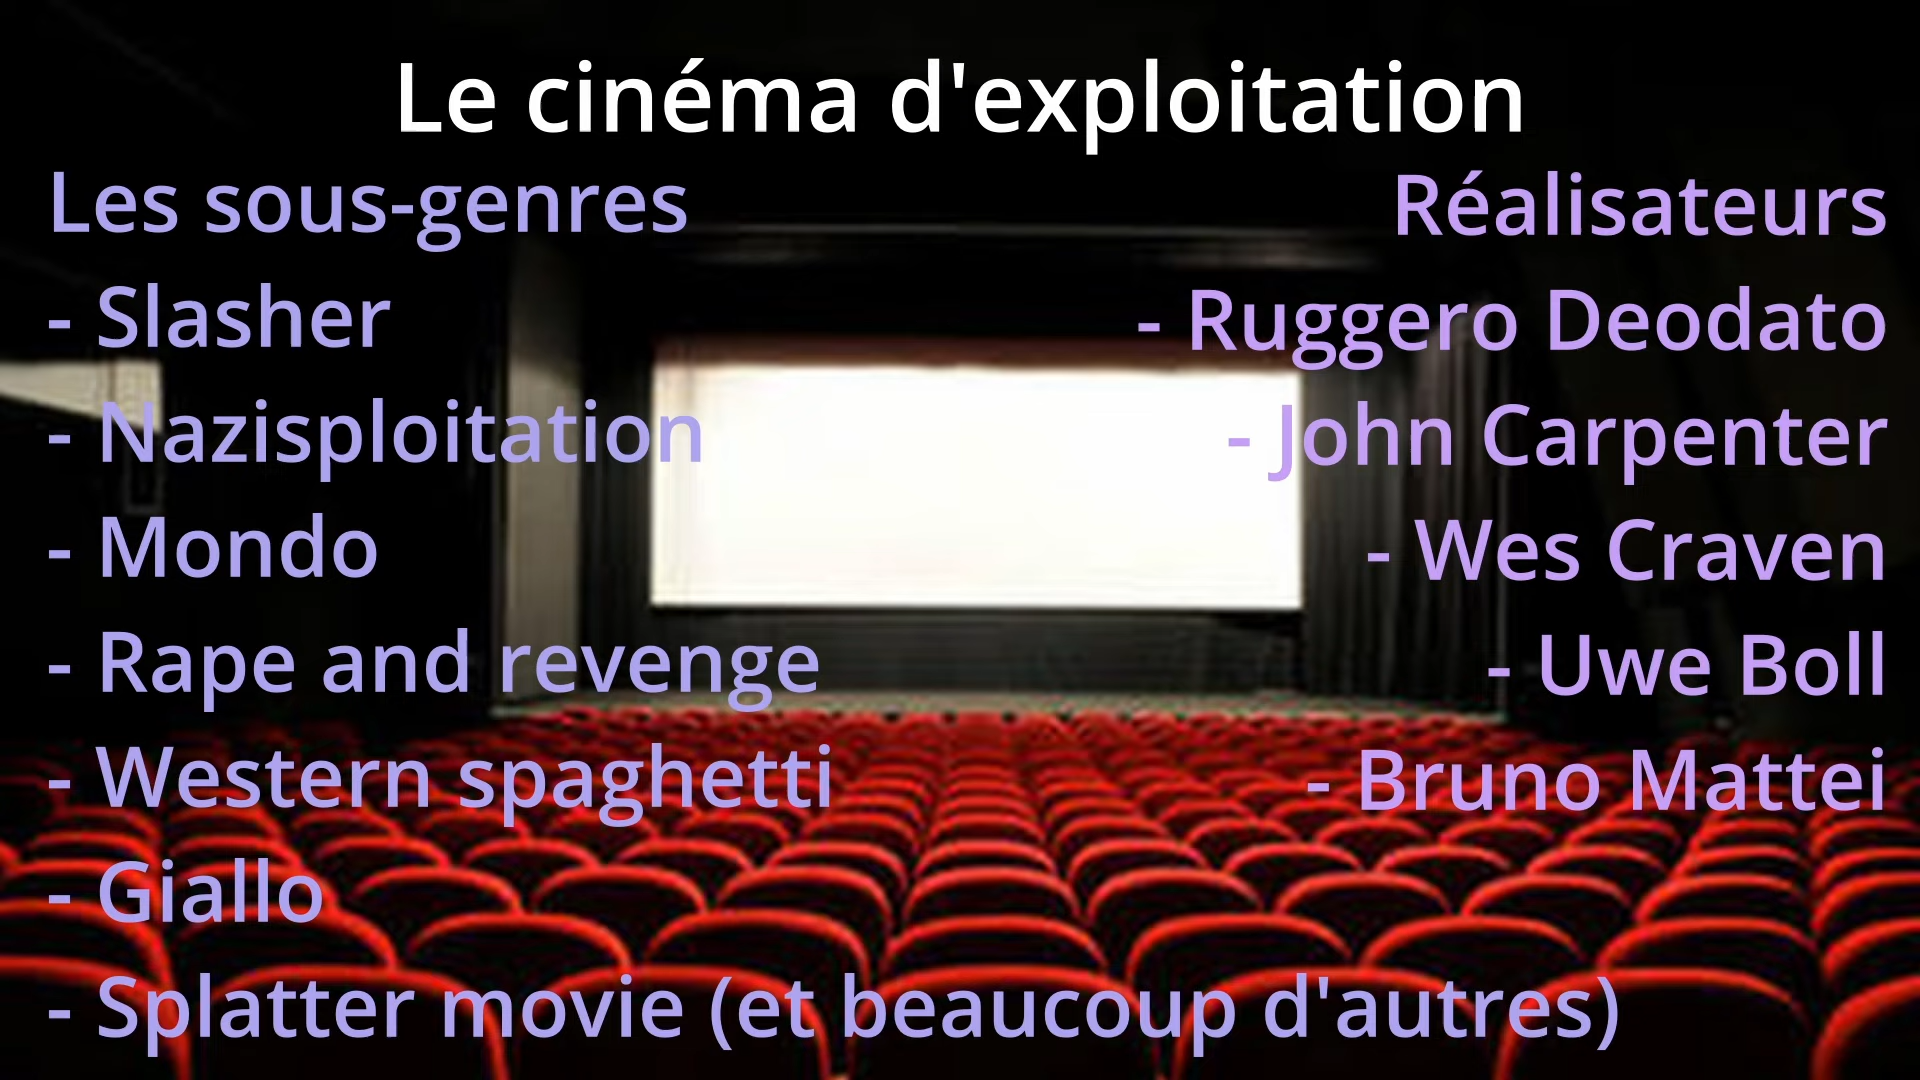 Le cinéma d'exploitation
Les sous-genres
- Slasher
- Nazisploitation
- Mondo
- Rape and revenge
- Western spaghetti
- Giallo
- Splatter movie (et beaucoup d'autres)
Réalisateurs
- Ruggero Deodato
- John Carpenter
- Wes Craven
- Uwe Boll
- Bruno Mattei